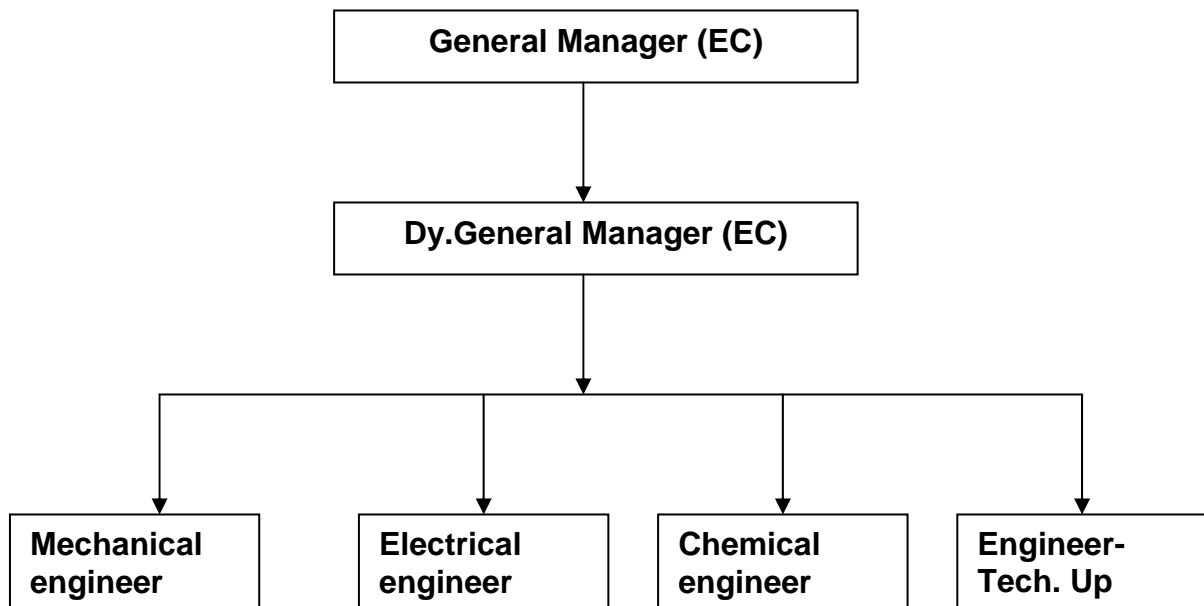 General Manager (EC)
Dy.General Manager (EC)
Mechanical
engineer
Electrical
engineer
Chemical
engineer
Engineer-
Tech. Up